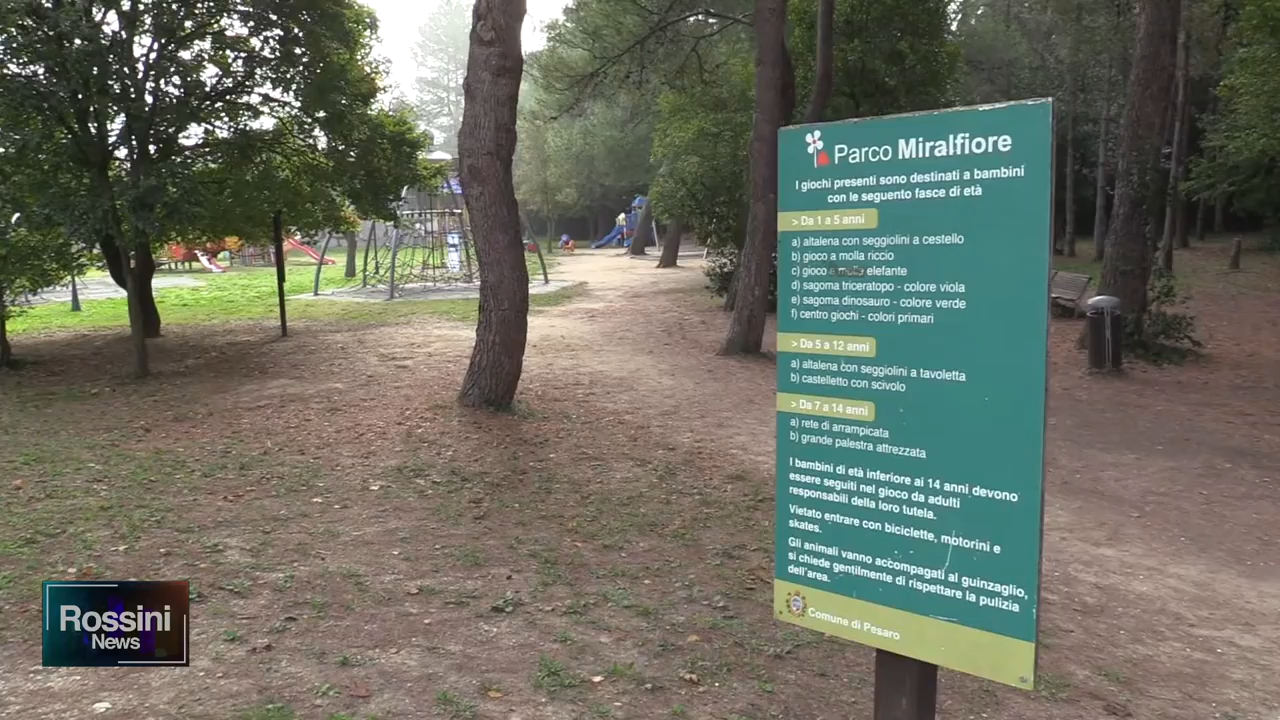 Parco Miralfiore
I giochi presenti sono destinati a bambini
con le seguento fasce di età
> Da 1 a 5 anni
a) altalena con seggiolini a cestello
b) gioco a molla riccio
c) gioco a molla elefante
d) sagoma triceratopo - colore viola
e) sagoma dinosauro - colore verde
f) centro giochi - colori primari
> Da 5 a 12 anni
a) altalena con seggiolini a tavoletta
b) castelletto con scivolo
> Da 7 a 14 anni
a) rete di arrampicata
b) grande palestra attrezzata
I bambini di età inferiore ai 14 anni devono
essere seguiti nel gioco da adulti
responsabili della loro tutela.
Vietato entrare con biciclette, motorini e
skates.
Gli animali vanno accompagati al guinzaglio,
si chiede gentilmente di rispettare la pulizia
dell'area.
Comune di Pesaro
Rossini
News